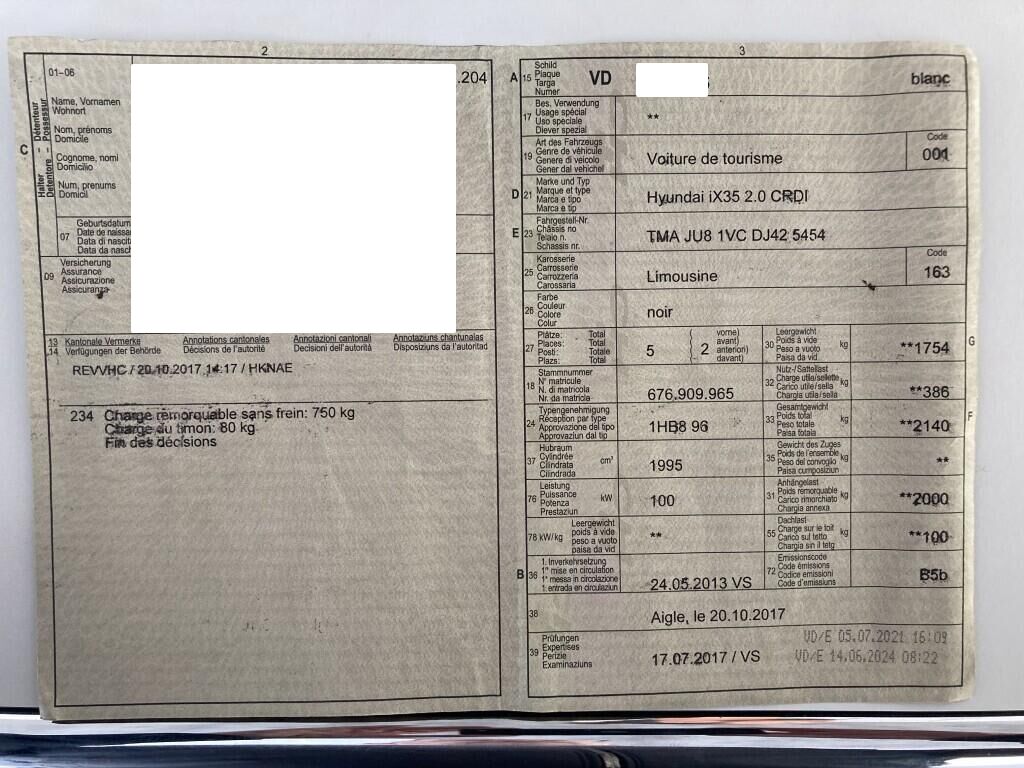 2
01-06
.204
C
Halter – Détenteur
Detentore – Possessur
Name, Vornamen
Wohnort
Nom, prénoms
Domicile
Cognome, nomi
Domicilio
Num, prenums
Domicil
07
Geburtsdatum
Date de naissa
Data di nascit
Data da nasch
09
Versicherung
Assurance
Assicurazione
Assicuranza
13
14
Kantonale Vermerke Annotations cantonales Annotazioni cantonali Annotaziuns chantunalas
Verfügungen der Behörde Décisions de l'autorité Decisioni dell'autorità Disposiziuns da l'autoritad
REVVHC / 20.10.2017 14:17 / HKNAE
234 Charge remorquable sans frein: 750 kg
Charge du timon: 80 kg
Fin des décisions
3
A 15
Schild
Plaque
Targa
Numer
VD
blanc
17
Bes. Verwendung
Usage spécial
Uso speciale
Diever spezial
**
19
Art des Fahrzeugs
Genre de véhicule
Genere di veicolo
Gener dal vehichel
Voiture de tourisme
Code
001
D 21
Marke und Typ
Marque et type
Marca e tipo
Marca e tip
Hyundai iX35 2.0 CRDI
E 23
Fahrgestell-Nr.
Châssis no
Telaio n.
Schassis nr.
TMA JU8 1VC DJ42 5454
25
Karosserie
Carrosserie
Carrozzeria
Carossaria
Limousine
Code
163
26
Farbe
Couleur
Colore
Colur
noir
27
Plätze: Total
Places: Total
Posti: Totale
Plazs: Total
5
2
vorne)
avant)
anteriori)
davant)
30
Leergewicht
Poids à vide
Peso a vuoto
Paisa da vid
kg
**1754
G
18
Stammnummer
N° matricule
N. di matricola
Nr. da matricla
676.909.965
32
Nutz-/Sattellast
Charge utile/sellette
Carico utile/sella
Chargia utila/sella
kg
**386
24
Typengenehmigung
Réception par type
Approvazione del tipo
Approvaziun dal tip
1HB8 96
33
Gesamtgewicht
Poids total
Peso totale
Paisa totala
kg
**2140
F
37
Hubraum
Cylindrée
Cilindrata
Cilindrada
cm³
1995
35
Gewicht des Zuges
Poids de l'ensemble
Peso del convoglio
Paisa cumposiziun
kg
**
76
Leistung
Puissance
Potenza
Prestaziun
kW
100
31
Anhängelast
Poids remorquable
Carico rimorchiato
Chargia annexa
kg
**2000
78 kW/kg
Leergewicht
poids à vide
peso a vuoto
paisa da vid
**
55
Dachlast
Charge sur le toit
Carico sul tetto
Chargia sin il tetg
kg
**100
B 36
1. Inverkehrsetzung
1re mise en circulation
1a messa in circolazione
1. entrada en circulaziun
24.05.2013 VS
72
Emissionscode
Code émissions
Codice emissioni
Code d'emissiuns
B5b
38
Aigle, le 20.10.2017
39
Prüfungen
Expertises
Perizie
Examinaziuns
17.07.2017 / VS
VD/E 05.07.2021 16:09
VD/E 14.06.2024 08:22